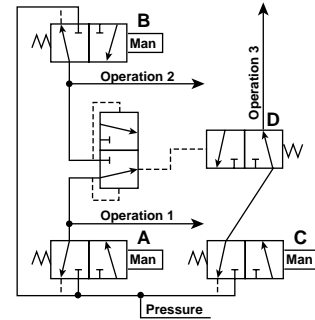 B
Man
Operation 2
Operation 3
D
Operation 1
A
Man
C
Man
Pressure